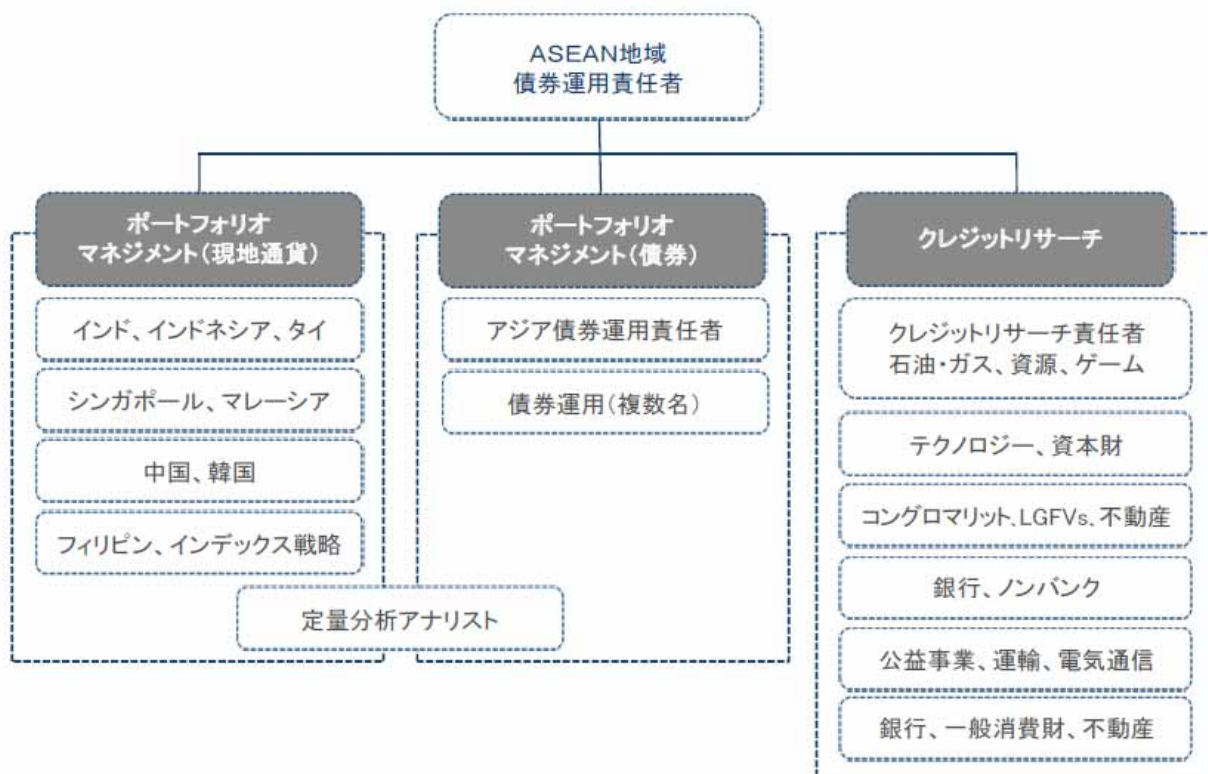 ASEAN地域
債券運用責任者
ポートフォリオ
マネジメント(現地通貨)
インド、インドネシア、タイ
シンガポール、マレーシア
中国、韓国
フィリピン、インデックス戦略
ポートフォリオ
マネジメント(債券)
アジア債券運用責任者
債券運用(複数名)
定量分析アナリスト
クレジットリサーチ
クレジットリサーチ責任者
石油・ガス、資源、ゲーム
テクノロジー、資本財
コングロマリット、LGFVs、不動産
銀行、ノンバンク
公益事業、運輸、電気通信
銀行、一般消費財、不動産